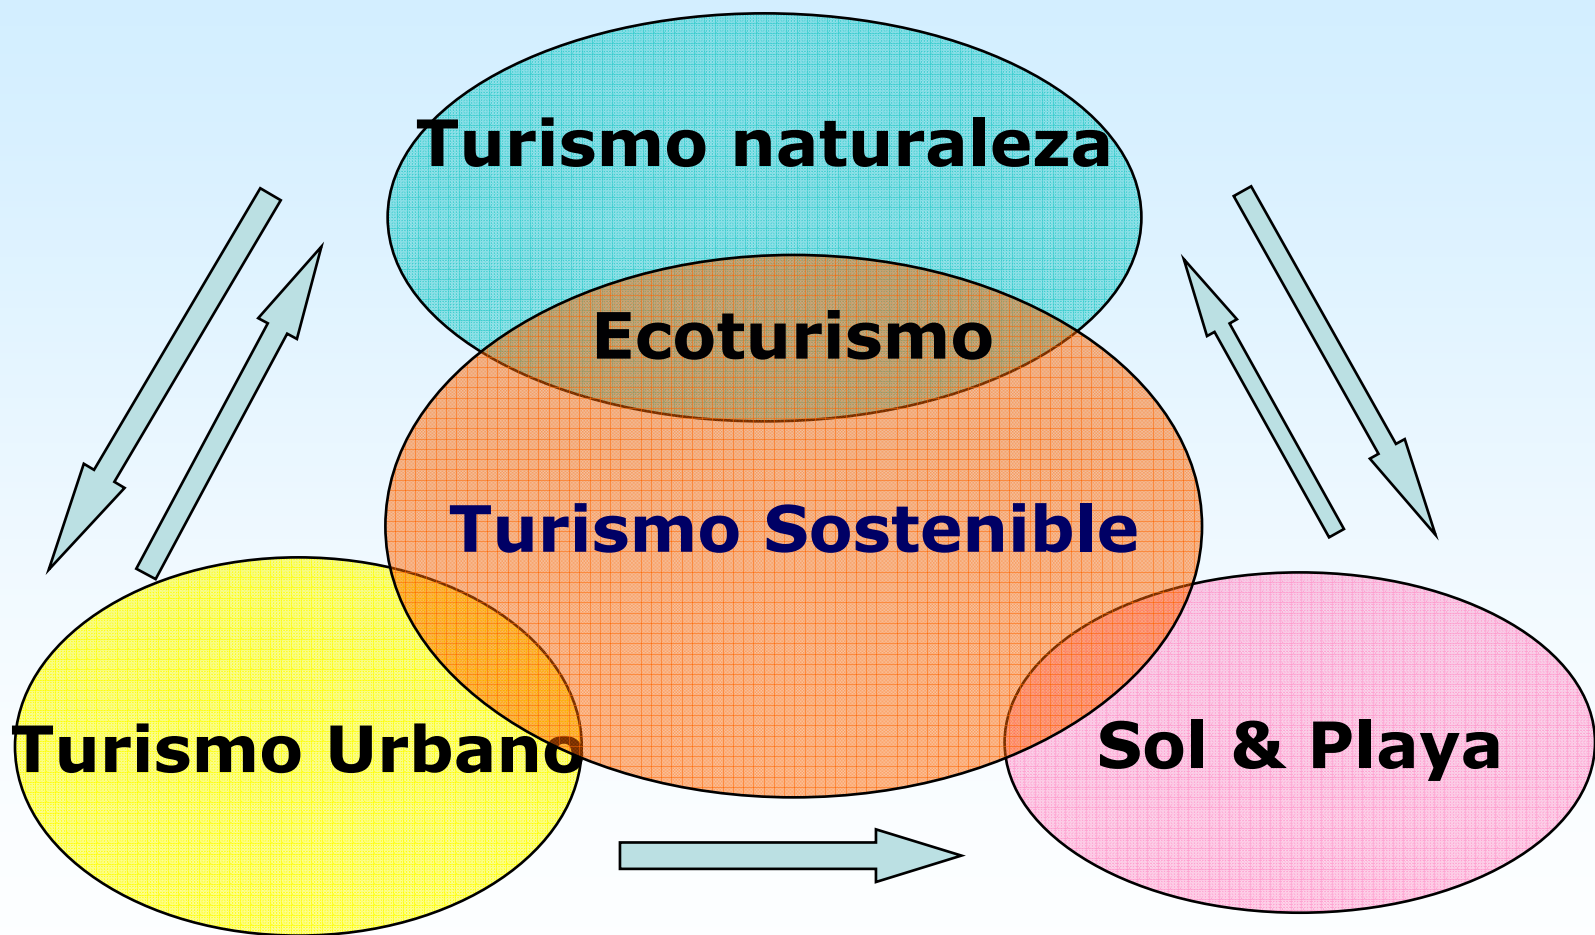 Turismo naturaleza
Ecoturismo
Turismo Sostenible
Turismo Urbano
Sol & Playa